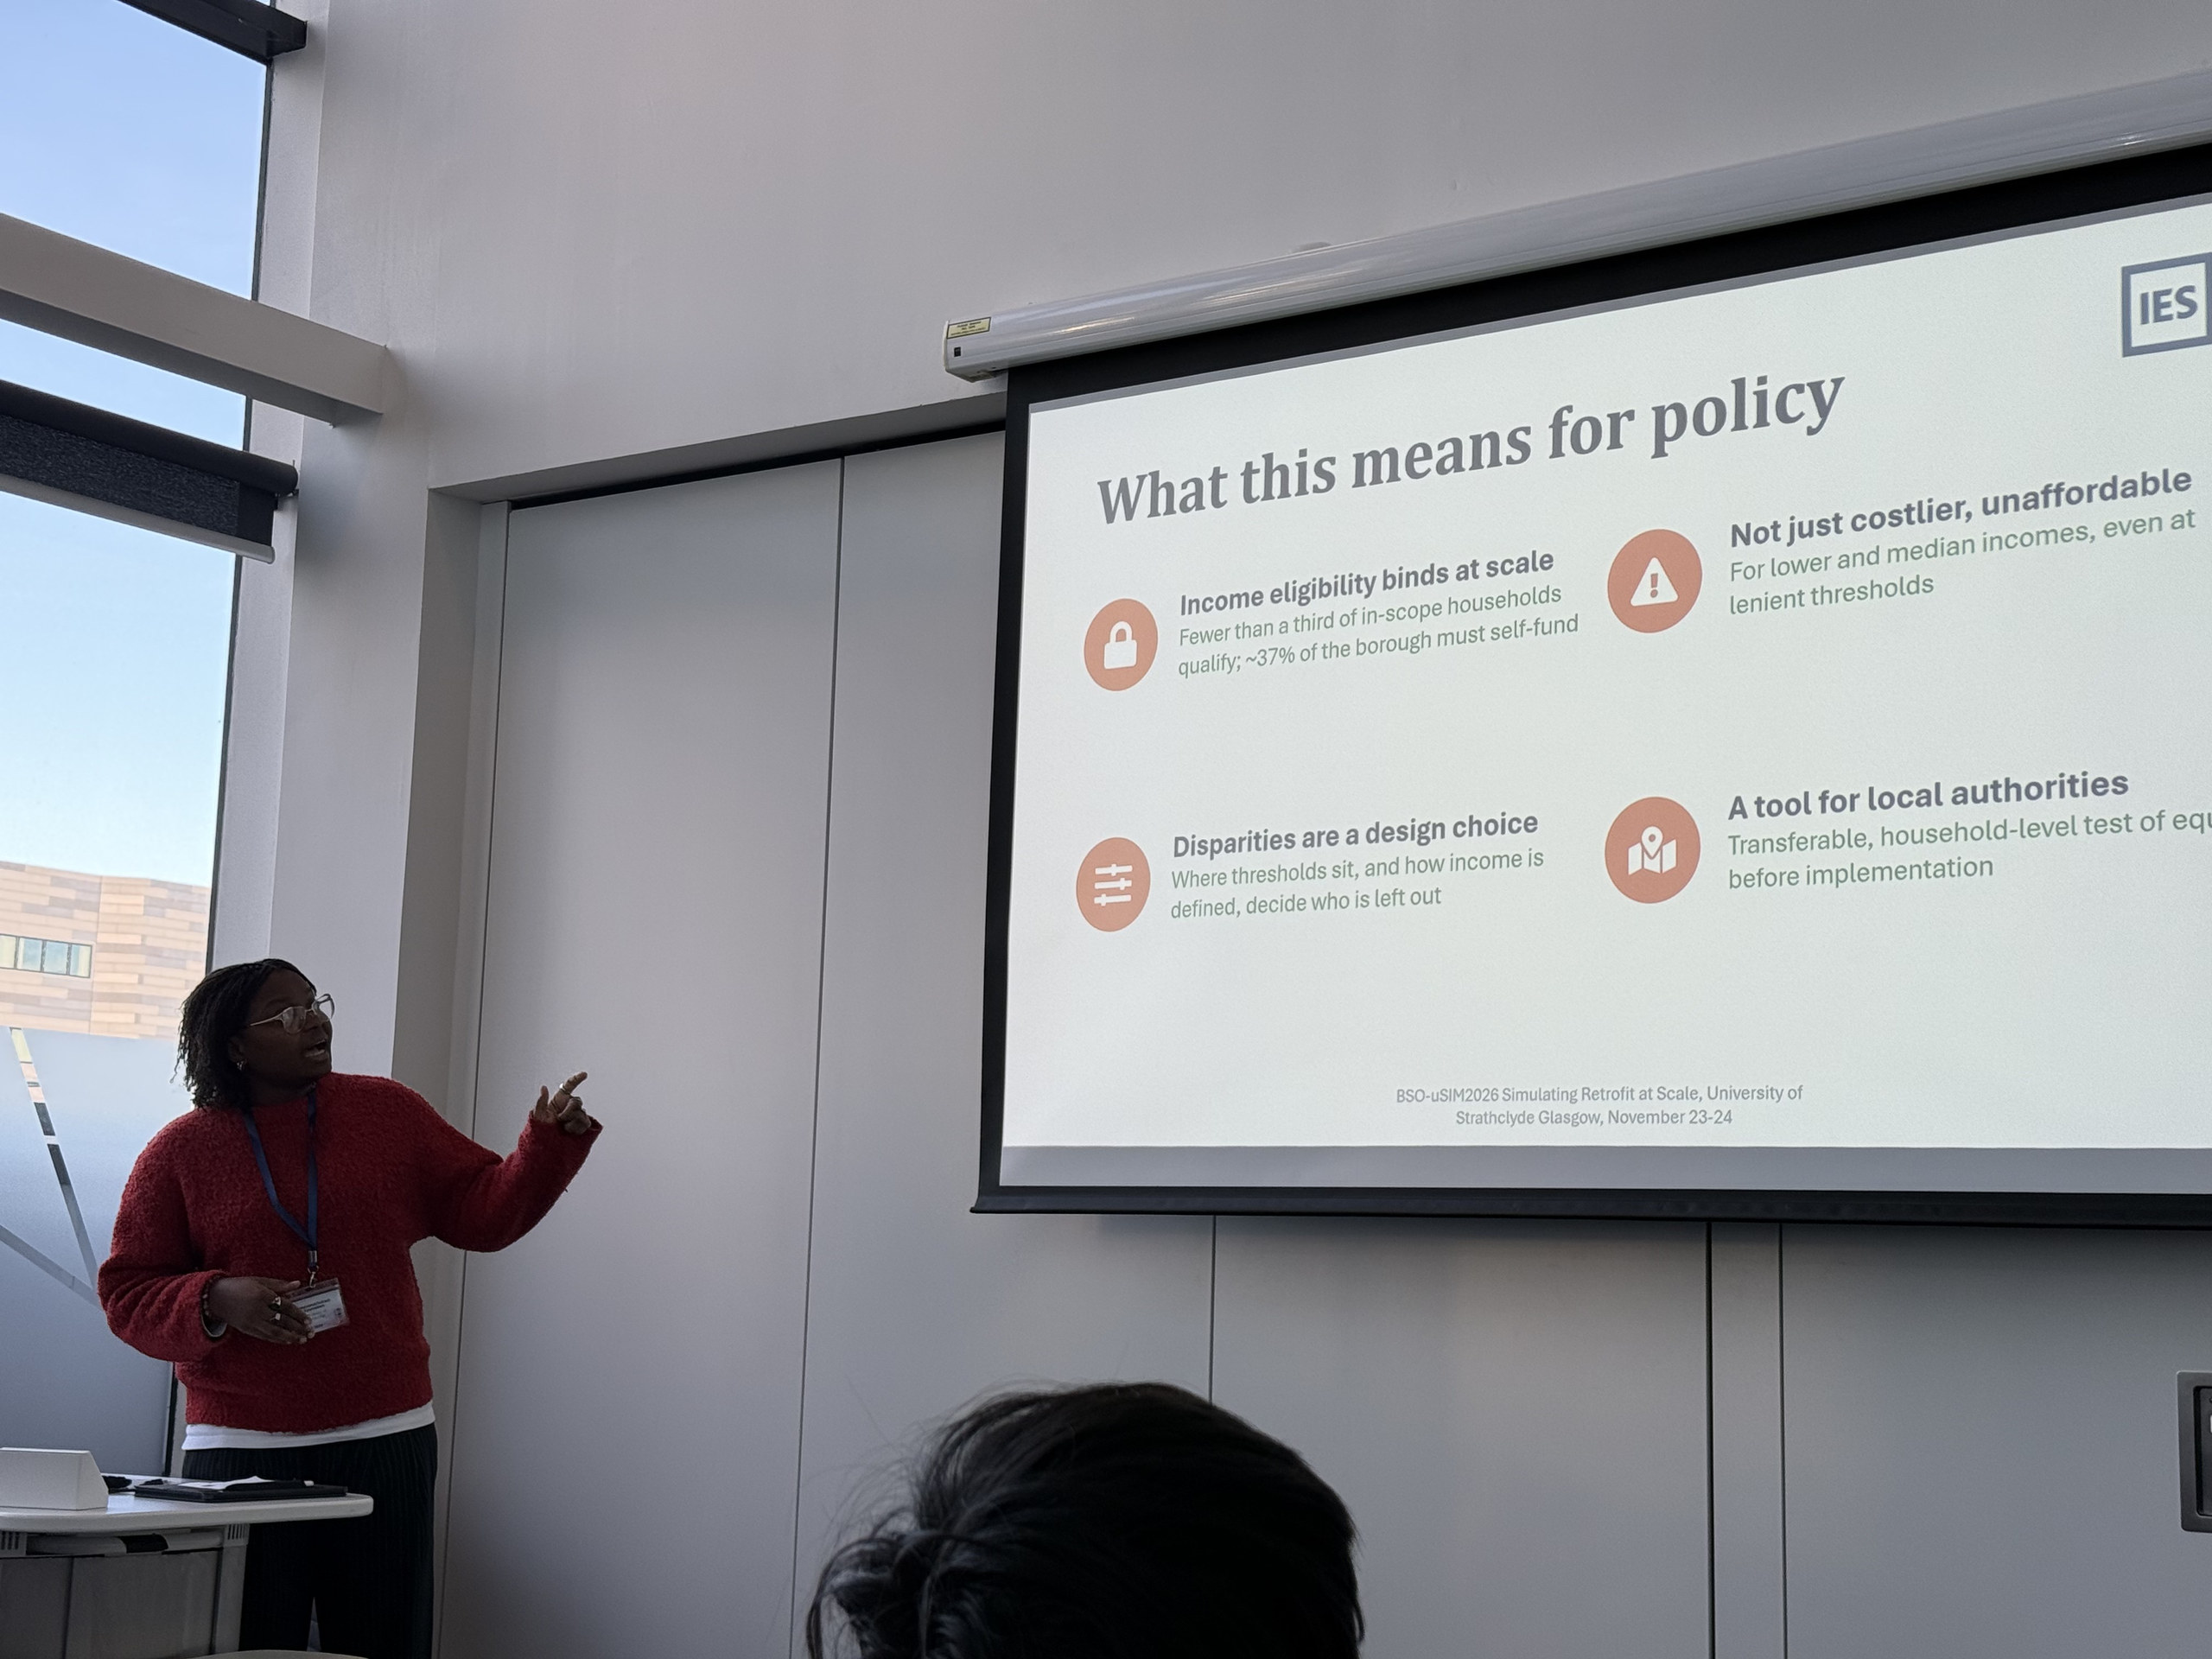 IES
What this means for policy
Income eligibility binds at scale
Fewer than a third of in-scope households
qualify; ~37% of the borough must self-fund
Not just costlier, unaffordable
For lower and median incomes, even at
lenient thresholds
Disparities are a design choice
Where thresholds sit, and how income is
defined, decide who is left out
A tool for local authorities
Transferable, household-level test of
before implementation
BSO-uSIM2026 Simulating Retrofit at Scale, University of
Strathclyde Glasgow, November 23-24